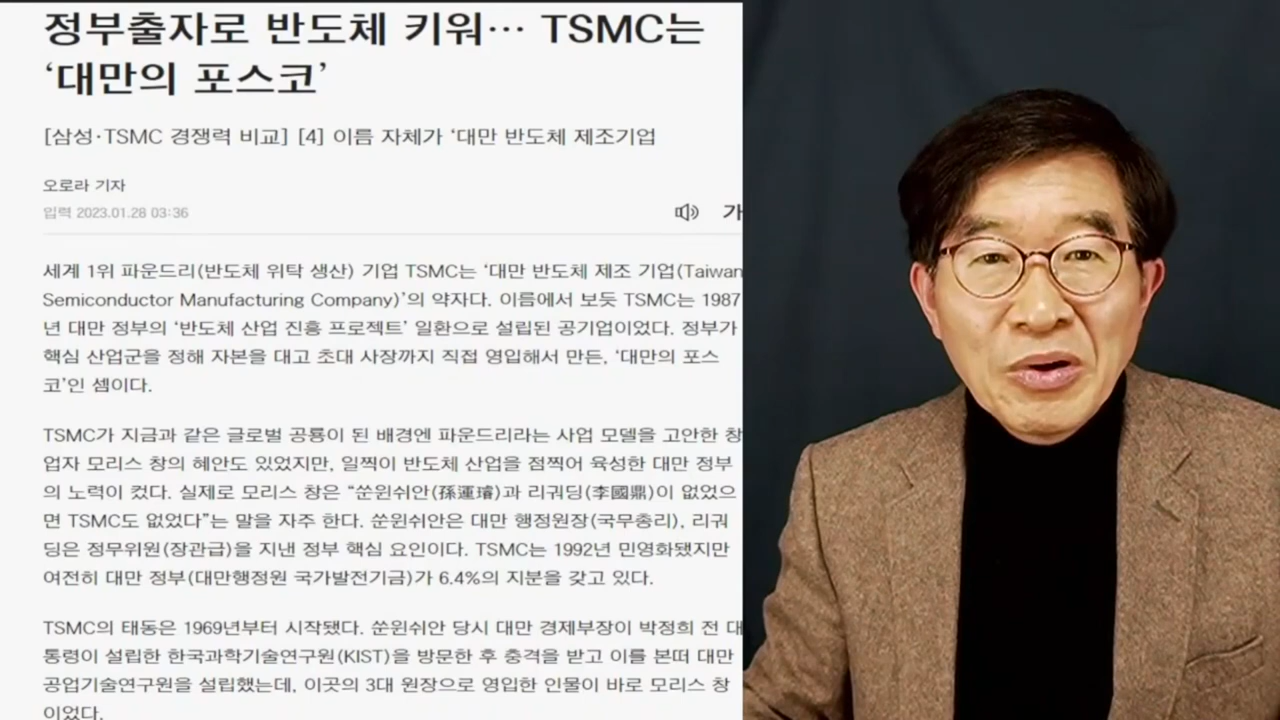 정부출자로 반도체 키워… TSMC는
‘대만의 포스코’
[삼성·TSMC 경쟁력 비교] [4] 이름 자체가 ‘대만 반도체 제조기업
오로라 기자
입력 2023.01.28 03:36
가
세계 1위 파운드리(반도체 위탁 생산) 기업 TSMC는 ‘대만 반도체 제조 기업(Taiwan
Semiconductor Manufacturing Company)’의 약자다. 이름에서 보듯 TSMC는 1987
년 대만 정부의 ‘반도체 산업 진흥 프로젝트’ 일환으로 설립된 공기업이었다. 정부가
핵심 산업군을 정해 자본을 대고 초대 사장까지 직접 영입해서 만든, ‘대만의 포스
코’인 셈이다.
TSMC가 지금과 같은 글로벌 공룡이 된 배경엔 파운드리라는 사업 모델을 고안한 창
업자 모리스 창의 혜안도 있었지만, 일찍이 반도체 산업을 점찍어 육성한 대만 정부
의 노력이 컸다. 실제로 모리스 창은 “쑨윈쉬안(孫運璿)과 리궈딩(李國鼎)이 없었으
면 TSMC도 없었다”는 말을 자주 한다. 쑨윈쉬안은 대만 행정원장(국무총리), 리궈
딩은 정무위원(장관급)을 지낸 정부 핵심 요인이다. TSMC는 1992년 민영화됐지만
여전히 대만 정부(대만행정원 국가발전기금)가 6.4%의 지분을 갖고 있다.
TSMC의 태동은 1969년부터 시작됐다. 쑨윈쉬안 당시 대만 경제부장이 박정희 전 대
통령이 설립한 한국과학기술연구원(KIST)을 방문한 후 충격을 받고 이를 본떠 대만
공업기술연구원을 설립했는데, 이곳의 3대 원장으로 영입한 인물이 바로 모리스 창
이었다.